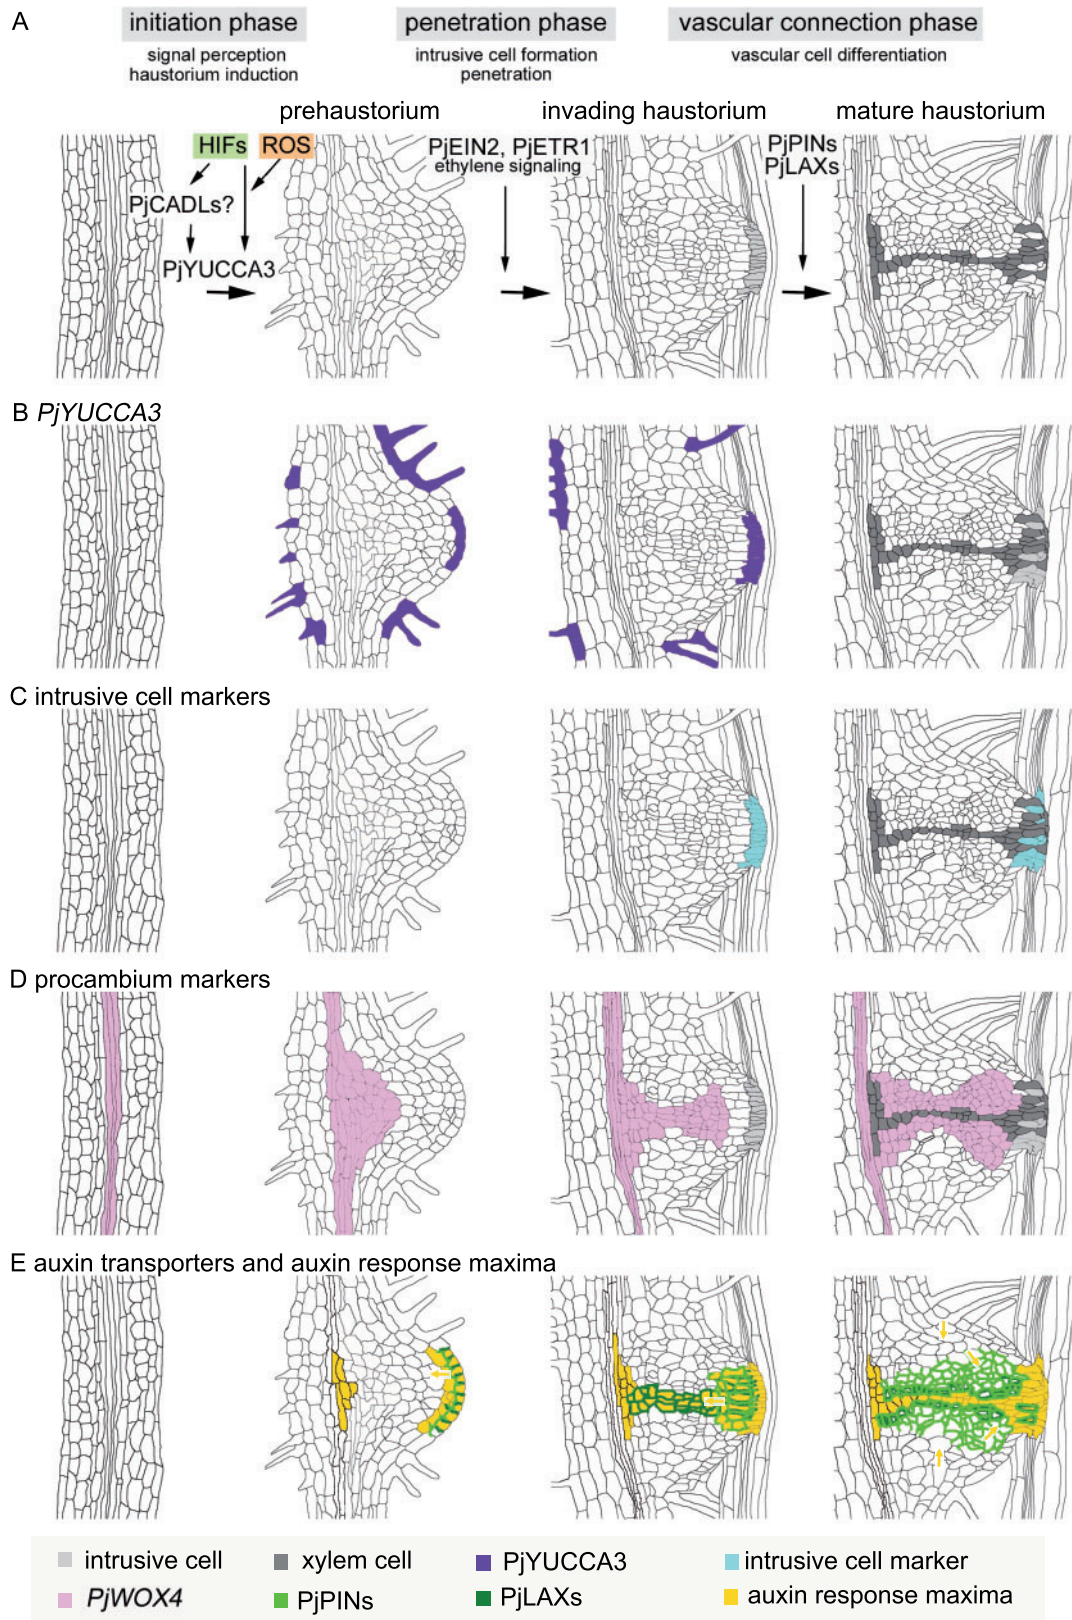 A
initiation phase
penetration phase
vascular connection phase
signal perception
haustorium induction
intrusive cell formation
penetration
vascular cell differentiation
prehaustorium
invading haustorium
mature haustorium
HIFs
ROS
PjCADLs?
PjYUCCA3
PjEIN2, PjETR1
ethylene signaling
PjPINs
PjLAXs
B PjYUCCA3
C intrusive cell markers
D procambium markers
E auxin transporters and auxin response maxima
intrusive cell
xylem cell
PjYUCCA3
intrusive cell marker
PjWOX4
PjPINs
PjLAXs
auxin response maxima